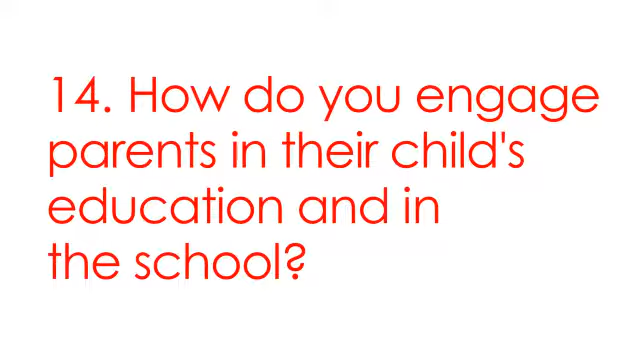 14. How do you engage
parents in their child's
education and in
the school?